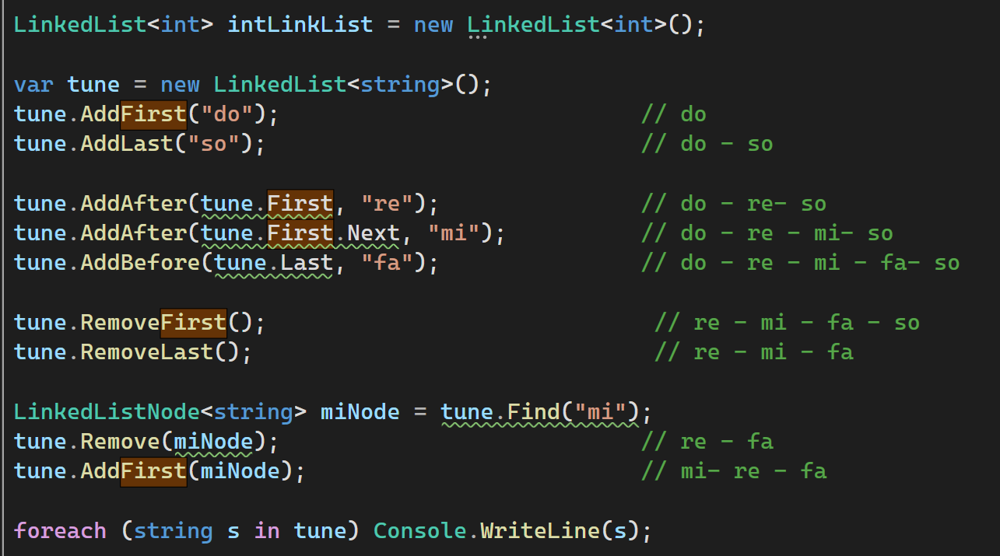 LinkedList<int> intLinkList = new LinkedList<int>();
var tune = new LinkedList<string>();
tune.AddFirst("do"); // do
tune.AddLast("so"); // do - so
tune.AddAfter(tune.First, "re"); // do - re- so
tune.AddAfter(tune.First.Next, "mi"); // do - re - mi- so
tune.AddBefore(tune.Last, "fa"); // do - re - mi - fa- so
tune.RemoveFirst(); // re - mi - fa - so
tune.RemoveLast(); // re - mi - fa
LinkedListNode<string> miNode = tune.Find("mi");
tune.Remove(miNode); // re - fa
tune.AddFirst(miNode); // mi- re - fa
foreach (string s in tune) Console.WriteLine(s);